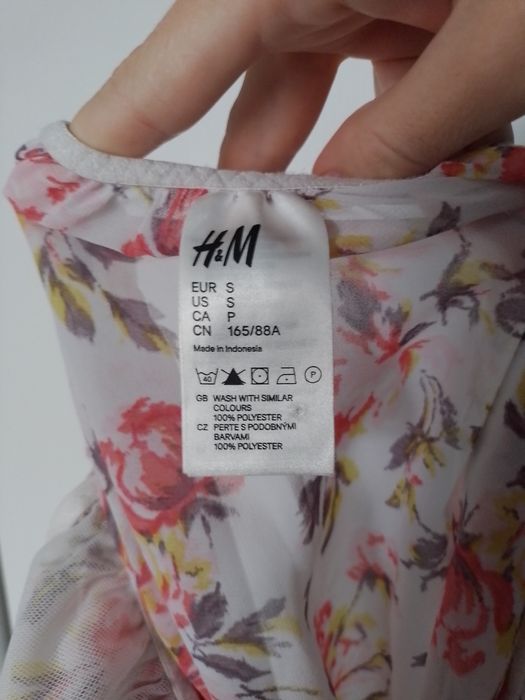 H&M
EUR S
US S
CA P
CN 165/88A
Made in Indonesia
40 P
GB WASH WITH SIMILAR
COLOURS
100% POLYESTER
CZ PERTE S PODOBNÝMI
BARVAMI
100% POLYESTER